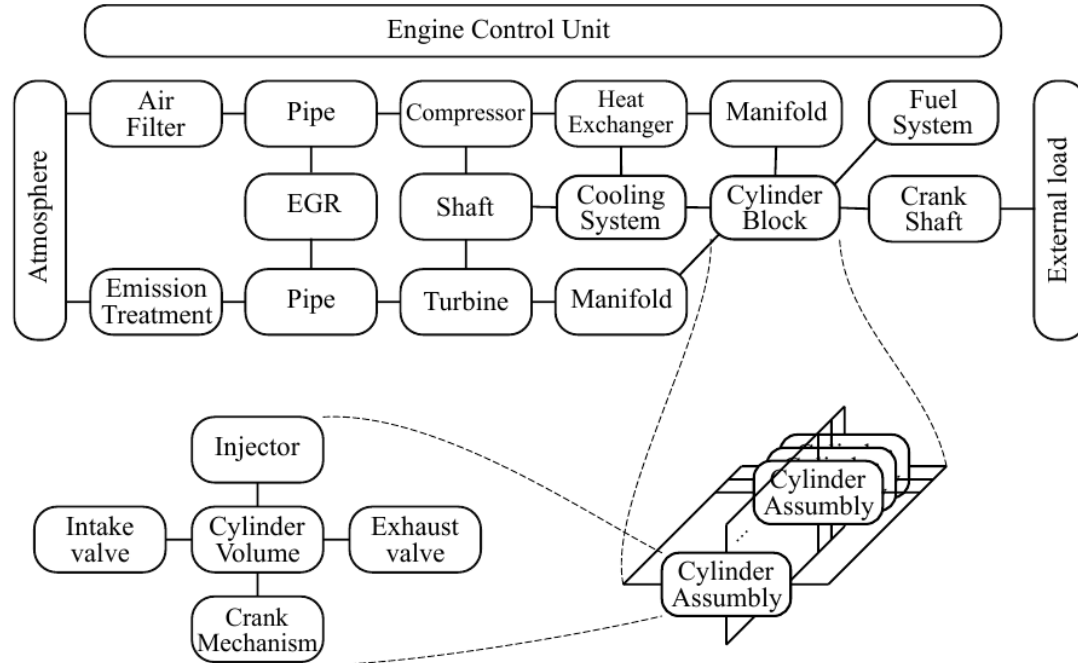 Engine Control Unit
Atmosphere
Air
Filter
Pipe
Compressor
Heat
Exchanger
Manifold
Fuel
System
External load
EGR
Shaft
Cooling
System
Cylinder
Block
Crank
Shaft
Emission
Treatment
Pipe
Turbine
Manifold
Injector
Intake
valve
Cylinder
Volume
Exhaust
valve
Crank
Mechanism
Cylinder
Assembly
...
Cylinder
Assembly